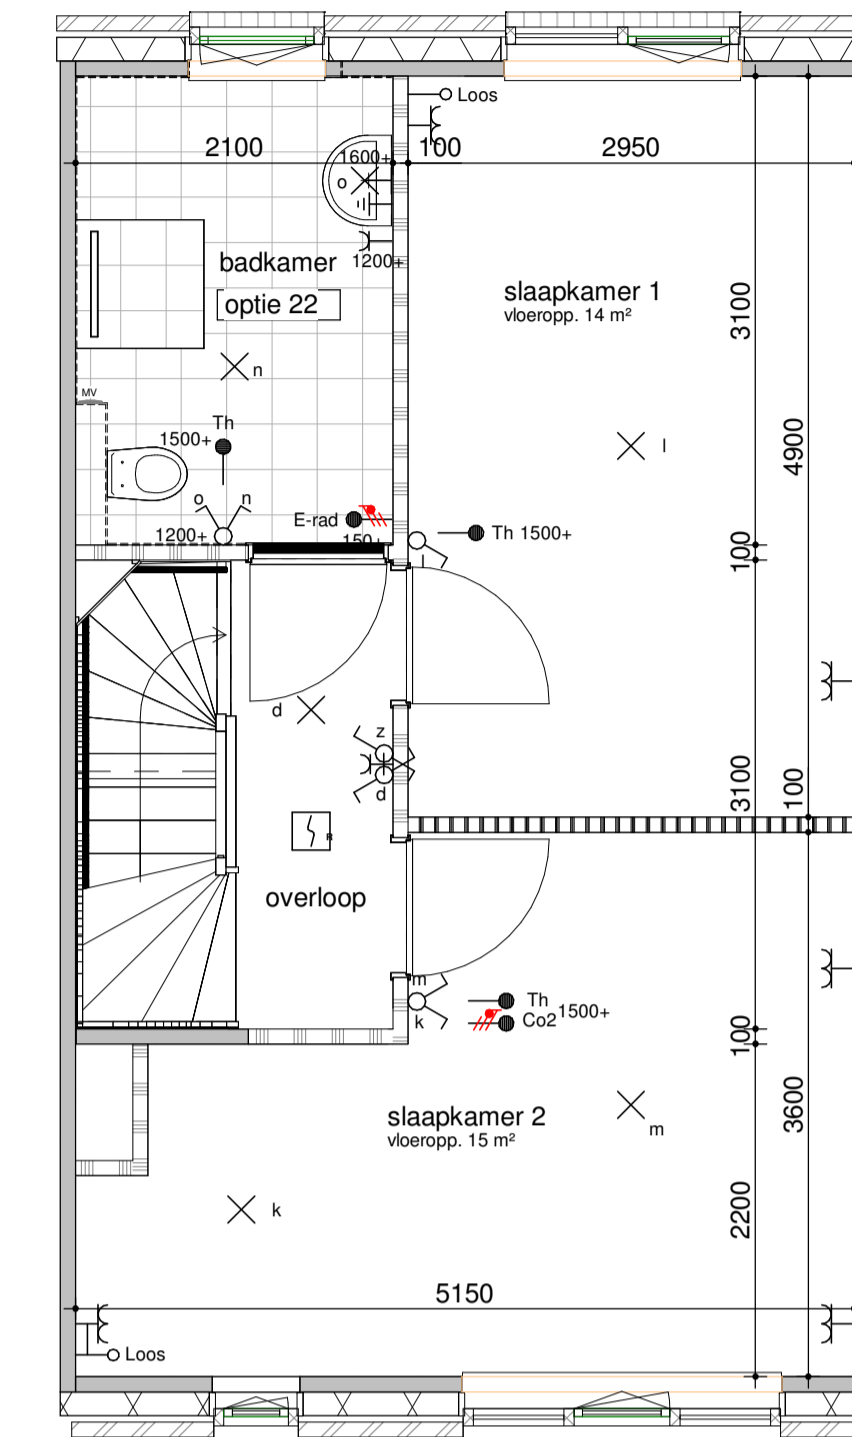 Loos
2100
1600+
100
2950
o
1200+
badkamer
optie 22
slaapkamer 1
vloeropp. 14 m²
3100
n
MV
Th
1500+
l
4900
o
n
1200+
E-rad
150+
Th 1500+
l
100
d
z
d
3100
100
R
overloop
m
k
Th
Co2
1500+
100
slaapkamer 2
vloeropp. 15 m²
m
3600
k
2200
5150
Loos